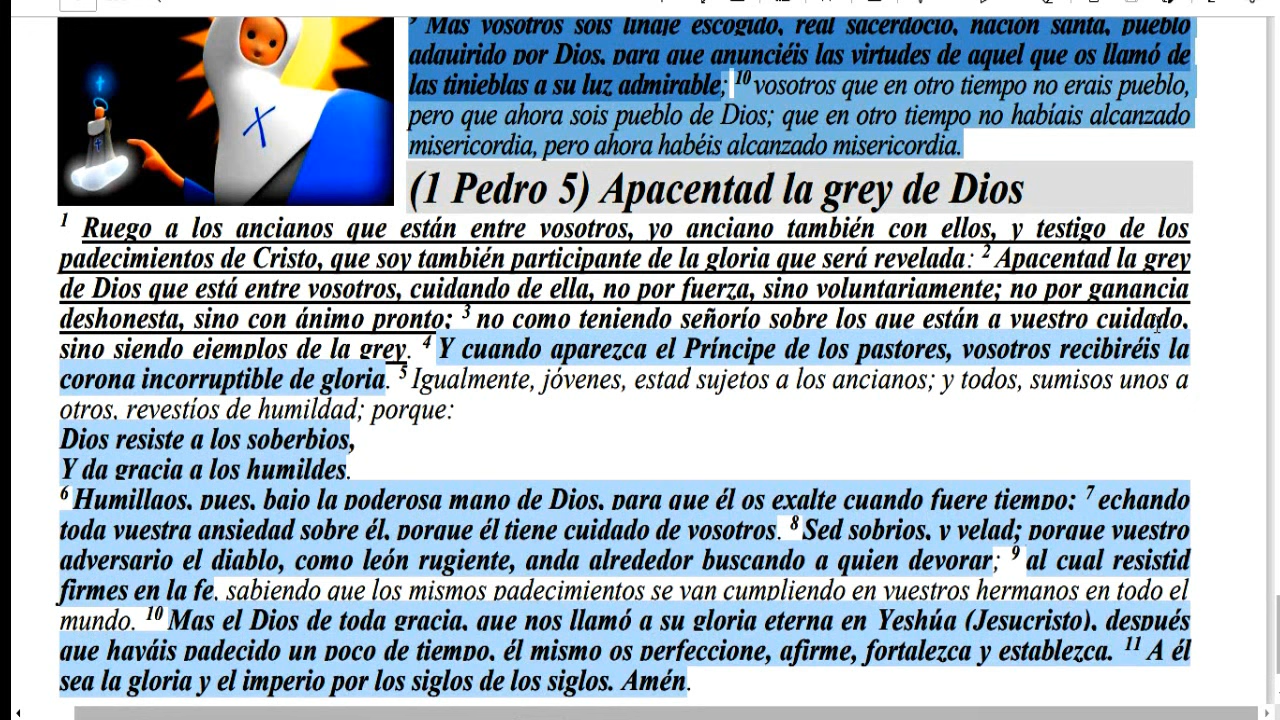 ⁹ Mas vosotros sois linaje escogido, real sacerdocio, nación santa, pueblo
adquirido por Dios, para que anunciéis las virtudes de aquel que os llamó de
las tinieblas a su luz admirable; ¹⁰ vosotros que en otro tiempo no erais pueblo,
pero que ahora sois pueblo de Dios; que en otro tiempo no habíais alcanzado
misericordia, pero ahora habéis alcanzado misericordia.
(1 Pedro 5) Apacentad la grey de Dios
¹ Ruego a los ancianos que están entre vosotros, yo anciano también con ellos, y testigo de los
padecimientos de Cristo, que soy también participante de la gloria que será revelada: ² Apacentad la grey
de Dios que está entre vosotros, cuidando de ella, no por fuerza, sino voluntariamente; no por ganancia
deshonesta, sino con ánimo pronto; ³ no como teniendo señorío sobre los que están a vuestro cuidado,
sino siendo ejemplos de la grey. ⁴ Y cuando aparezca el Príncipe de los pastores, vosotros recibiréis la
corona incorruptible de gloria. ⁵ Igualmente, jóvenes, estad sujetos a los ancianos; y todos, sumisos unos a
otros, revestíos de humildad; porque:
Dios resiste a los soberbios,
Y da gracia a los humildes.
⁶ Humillaos, pues, bajo la poderosa mano de Dios, para que él os exalte cuando fuere tiempo; ⁷ echando
toda vuestra ansiedad sobre él, porque él tiene cuidado de vosotros. ⁸ Sed sobrios, y velad; porque vuestro
adversario el diablo, como león rugiente, anda alrededor buscando a quien devorar; ⁹ al cual resistid
firmes en la fe, sabiendo que los mismos padecimientos se van cumpliendo en vuestros hermanos en todo el
mundo. ¹⁰ Mas el Dios de toda gracia, que nos llamó a su gloria eterna en Yeshúa (Jesucristo), después
que hayáis padecido un poco de tiempo, él mismo os perfeccione, afirme, fortalezca y establezca. ¹¹ A él
sea la gloria y el imperio por los siglos de los siglos. Amén.